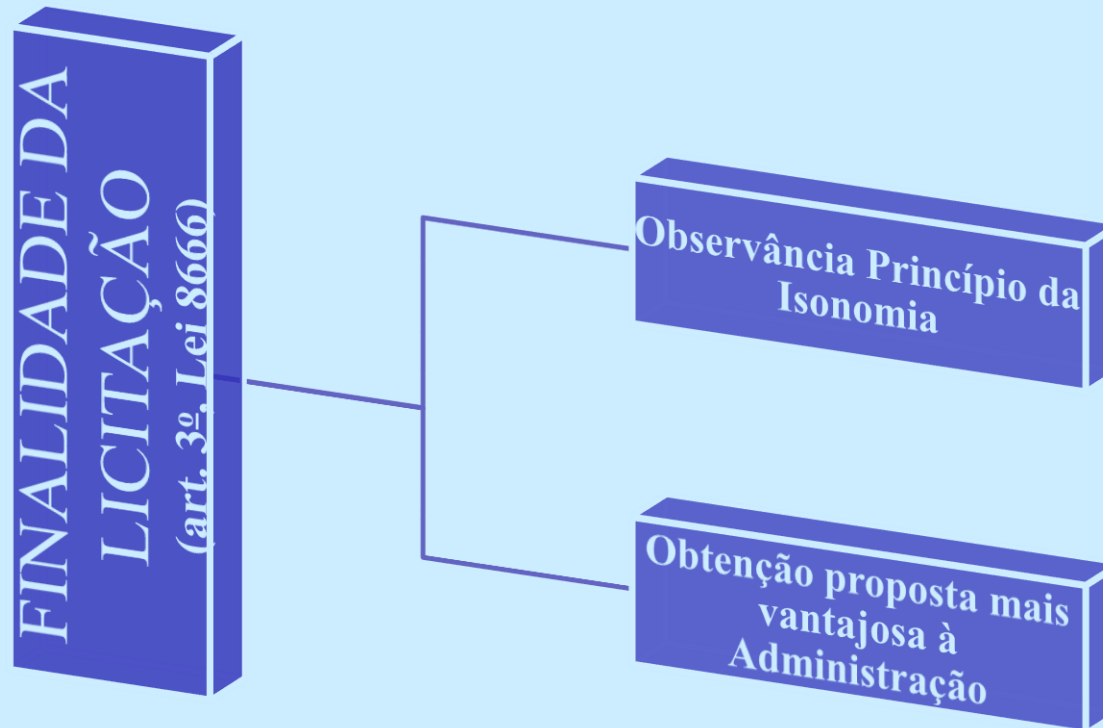 FINALIDADE DA
LICITAÇÃO
(art. 3º. Lei 8666)
Observância Princípio da
Isonomia
Obtenção proposta mais
vantajosa à
Administração